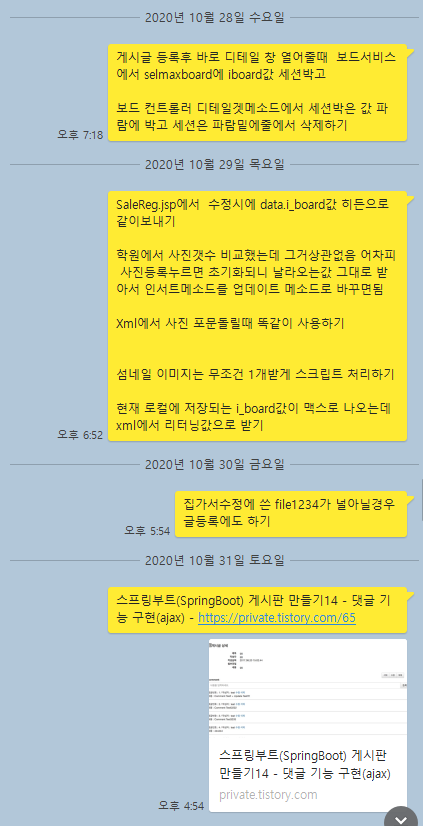 2020년 10월 28일 수요일
게시글 등록후 바로 디테일 창 열어줄때  보드서비스
에서 selmaxboard에 iboard값 세션박고
보드 컨트롤러 디테일겟메소드에서 세션박은 값 파
람에 박고 세션은 파람밑에줄에서 삭제하기
오후 7:18
2020년 10월 29일 목요일
SaleReg.jsp에서  수정시에 data.i_board값 히든으로
같이보내기
학원에서 사진갯수 비교했는데 그거상관없음 어차피
사진등록누르면 초기화되니 날라오는값 그대로 받
아서 인서트메소드를 업데이트 메소드로 바꾸면됨
Xml에서 사진 포문돌릴때 똑같이 사용하기
섬네일 이미지는 무조건 1개받게 스크립트 처리하기
현재 로컬에 저장되는 i_board값이 맥스로 나오는데
xml에서 리터닝값으로 받기
오후 6:52
2020년 10월 30일 금요일
집가서수정에 쓴 file1234가 널아닐경우
글등록에도 하기
오후 5:54
2020년 10월 31일 토요일
스프링부트(SpringBoot) 게시판 만들기14 - 댓글 기
능 구현(ajax) - https://private.tistory.com/65
스프링부트(SpringBoot) 게시판
만들기14 - 댓글 기능 구현(ajax)
private.tistory.com
오후 4:54